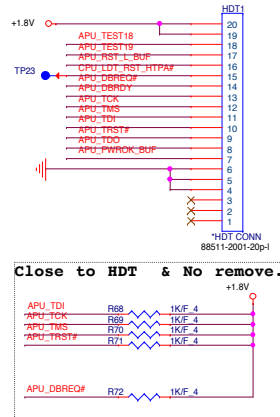 HDT1
+1.8V
20
19
APU_TEST18
18
APU_TEST19
17
APU_RST_L_BUF
16
CPU_LDT_RST_HTPA#
TP23
15
APU_DBREQ#
14
APU_DBRDY
13
APU_TCK
12
APU_TMS
11
APU_TDI
10
APU_TRST#
9
APU_TDO
8
APU_PWROK_BUF
7
6
5
4
3
2
1
*HDT CONN
88511-2001-20p-l
Close to HDT & No remove.
+1.8V
APU_TDI R68 1K/F_4
APU_TCK R69 1K/F_4
APU_TMS R70 1K/F_4
APU_TRST# R71 1K/F_4
APU_DBREQ# R72 1K/F_4